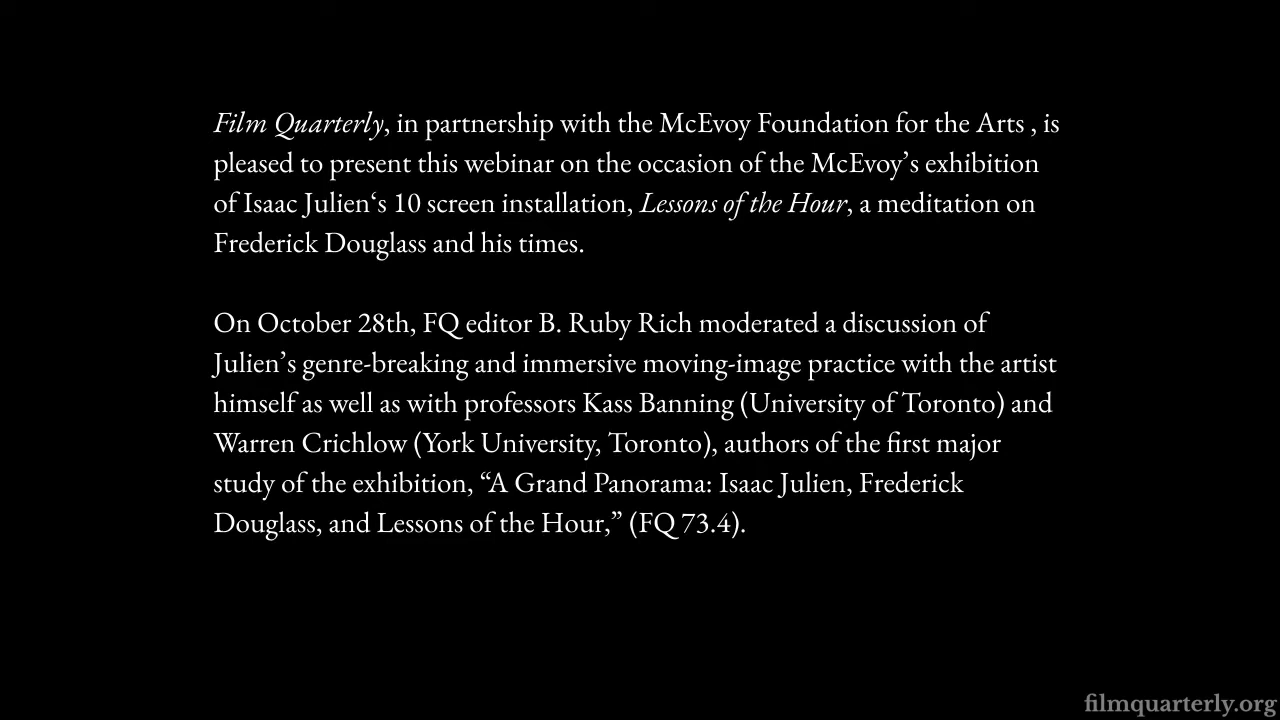 Film Quarterly, in partnership with the McEvoy Foundation for the Arts , is
pleased to present this webinar on the occasion of the McEvoy’s exhibition
of Isaac Julien‘s 10 screen installation, Lessons of the Hour, a meditation on
Frederick Douglass and his times.
On October 28th, FQ editor B. Ruby Rich moderated a discussion of
Julien’s genre-breaking and immersive moving-image practice with the artist
himself as well as with professors Kass Banning (University of Toronto) and
Warren Crichlow (York University, Toronto), authors of the first major
study of the exhibition, “A Grand Panorama: Isaac Julien, Frederick
Douglass, and Lessons of the Hour,” (FQ 73.4).
filmquarterly.org